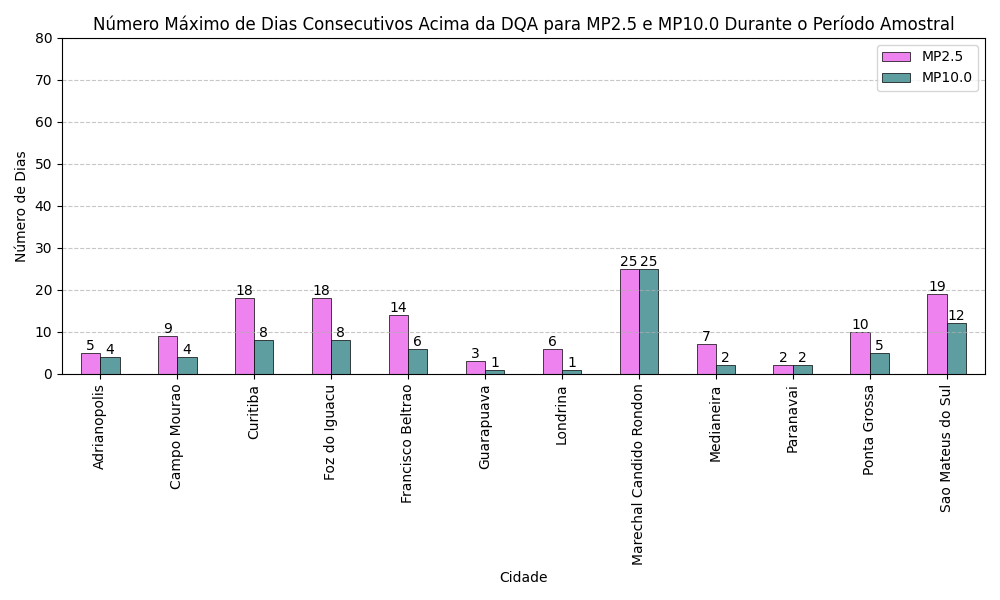 Número Máximo de Dias Consecutivos Acima da DQA para MP2.5 e MP10.0 Durante o Período Amostral
MP2.5
MP10.0
Número de Dias
80
70
60
50
40
30
20
10
0
5 4
9 4
18 8
18 8
14 6
3 1
6 1
25 25
7 2
2 2
10 5
19 12
Adrianopolis
Campo Mourao
Curitiba
Foz do Iguacu
Francisco Beltrao
Guarapuava
Londrina
Marechal Candido Rondon
Medianeira
Paranavai
Ponta Grossa
Sao Mateus do Sul
Cidade